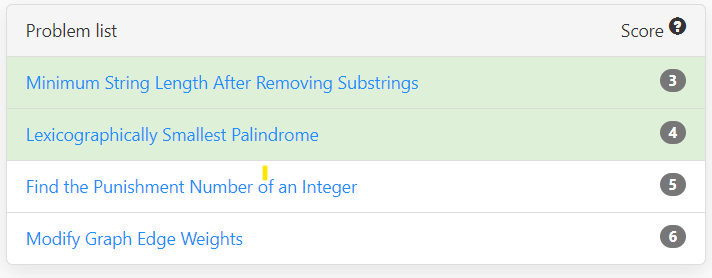 Problem list Score ?
Minimum String Length After Removing Substrings 3
Lexicographically Smallest Palindrome 4
Find the Punishment Number of an Integer 5
Modify Graph Edge Weights 6